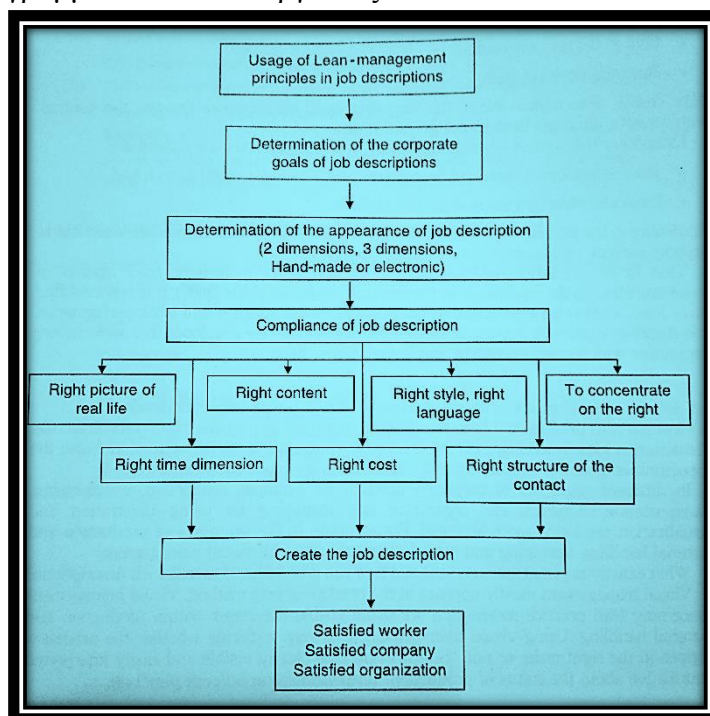 Usage of Lean-management
principles in job descriptions
Determination of the corporate
goals of job descriptions
Determination of the appearance of job description
(2 dimensions, 3 dimensions,
Hand-made or electronic)
Compliance of job description
Right picture of
real life
Right content
Right style, right
language
To concentrate
on the right
Right time dimension
Right cost
Right structure of the
contact
Create the job description
Satisfied worker
Satisfied company
Satisfied organization